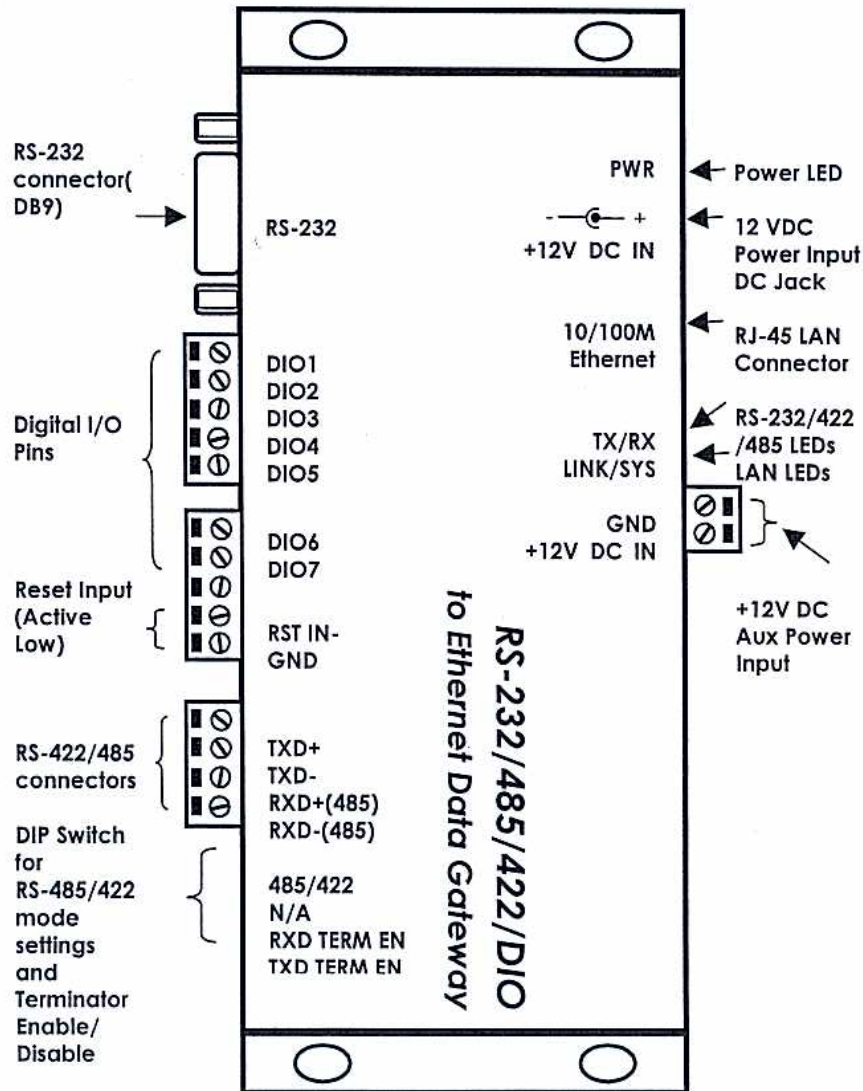 RS-232
connector(
DB9)
Digital I/O
Pins
Reset Input
(Active
Low)
RS-422/485
connectors
DIP Switch
for
RS-485/422
mode
settings
and
Terminator
Enable/
Disable
RS-232
DIO1
DIO2
DIO3
DIO4
DIO5
DIO6
DIO7
RST IN-
GND
TXD+
TXD-
RXD+(485)
RXD-(485)
485/422
N/A
RXD TERM EN
TXD TERM EN
PWR
- +
+12V DC IN
10/100M
Ethernet
TX/RX
LINK/SYS
GND
+12V DC IN
RS-232/485/422/DIO
to Ethernet Data Gateway
Power LED
12 VDC
Power Input
DC Jack
RJ-45 LAN
Connector
RS-232/422
/485 LEDs
LAN LEDs
+12V DC
Aux Power
Input